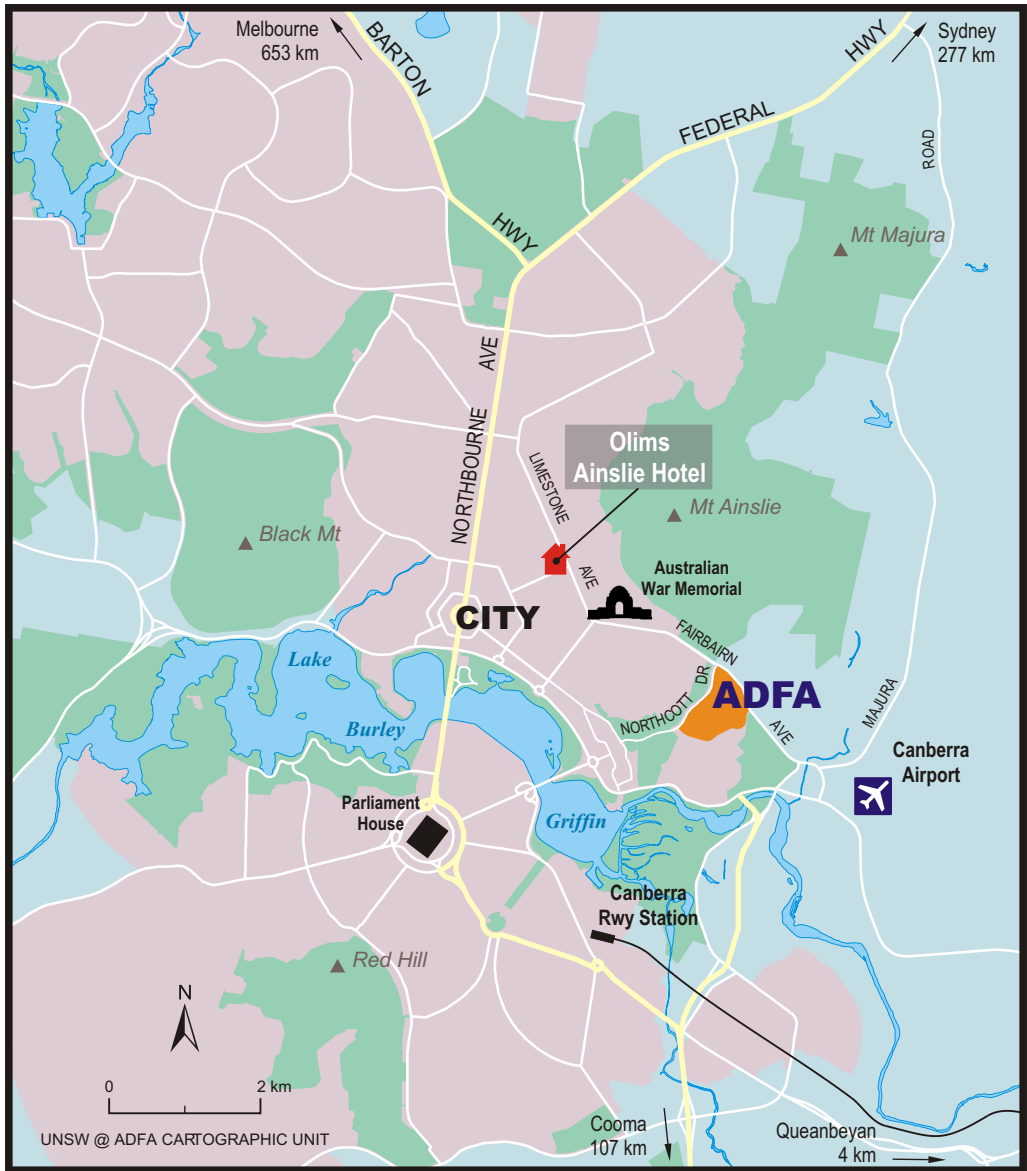 Melbourne
653 km
BARTON
HWY
FEDERAL
HWY
Sydney
277 km
ROAD
Mt Majura
NORTHBOURNE
AVE
LIMESTONE
AVE
Olims
Ainslie Hotel
Mt Ainslie
Black Mt
Australian
War Memorial
CITY
FAIRBAIRN
AVE
Lake
Burley
Griffin
NORTHCOTT
DR
ADFA
MAJURA
Canberra
Airport
Parliament
House
Canberra
Rwy Station
Red Hill
N
0
2 km
UNSW @ ADFA CARTOGRAPHIC UNIT
Cooma
107 km
Queanbeyan
4 km